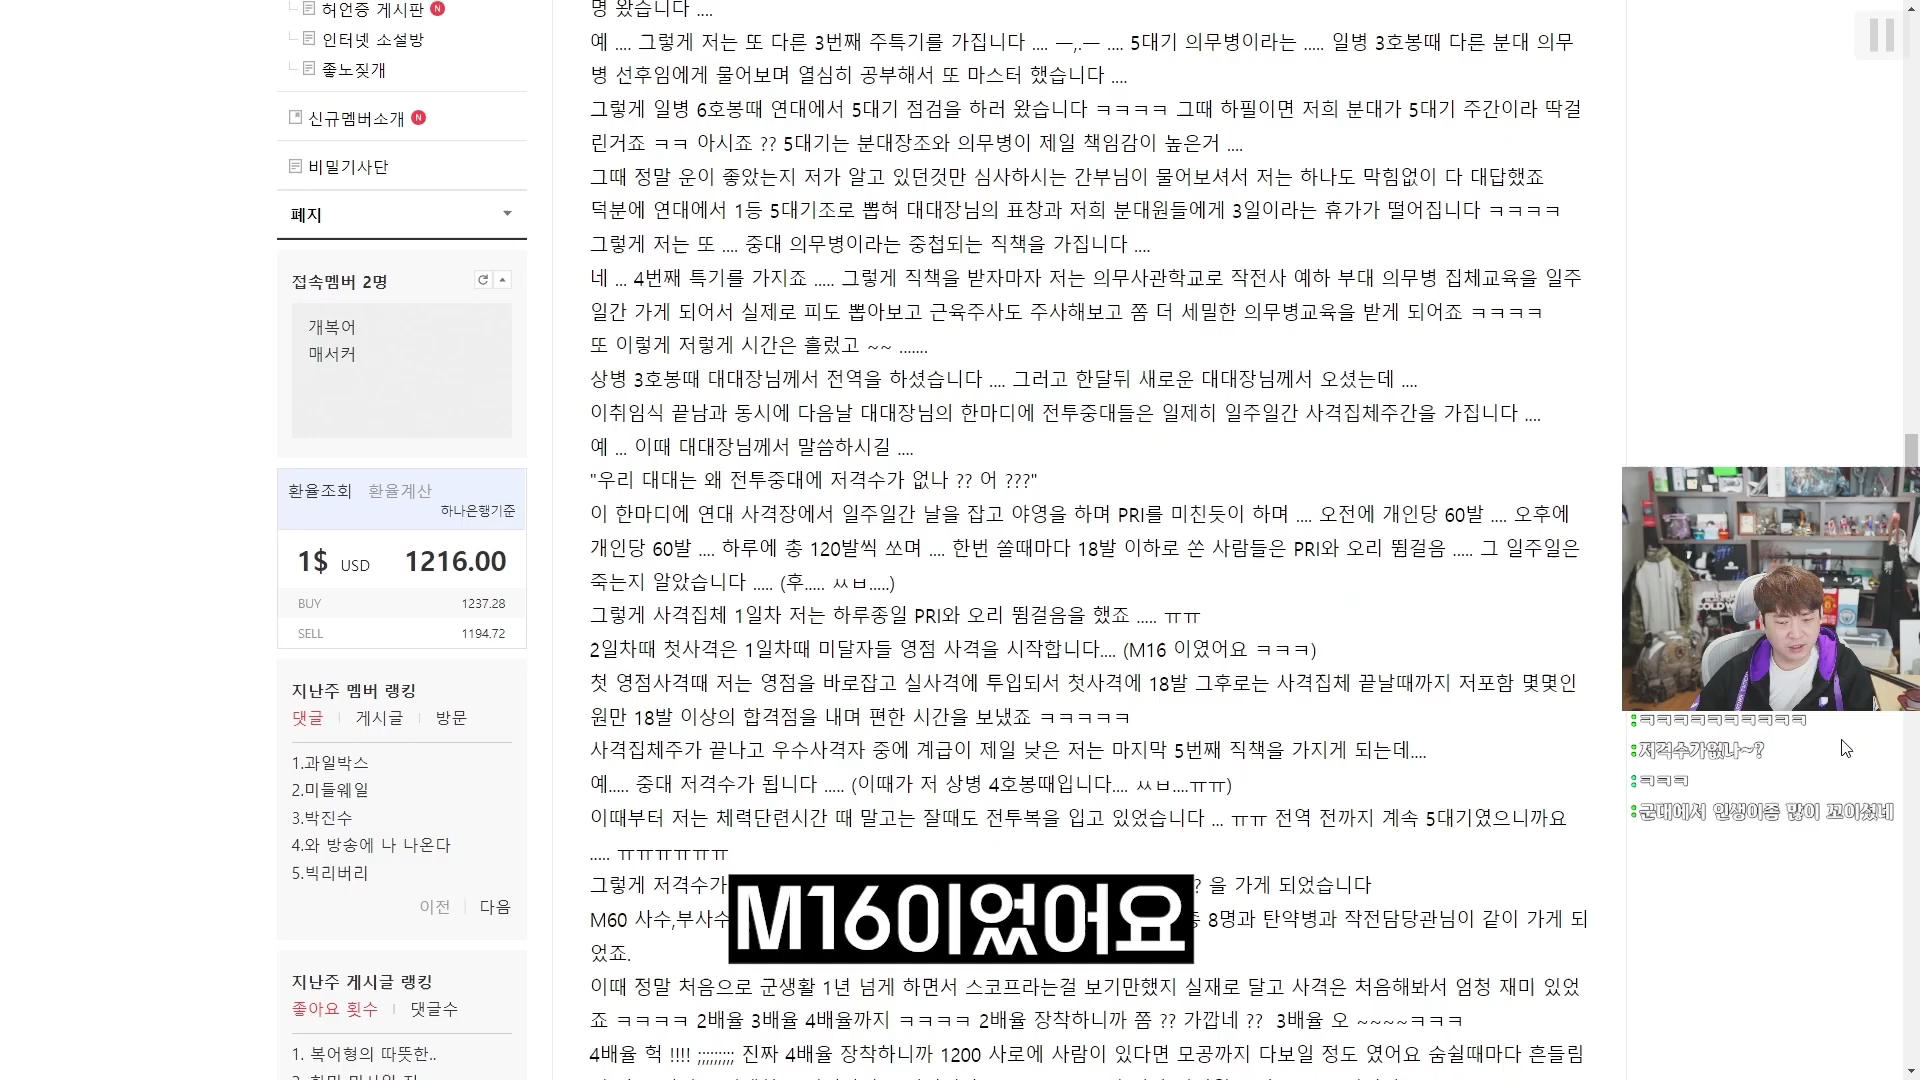 허언증 게시판 N
인터넷 소설방
좋노짖개
신규멤버소개 N
비밀기사단
폐지
접속멤버 2명
개복어
매서커
환율조회 환율계산
하나은행기준
1$ USD 1216.00
BUY 1237.28
SELL 1194.72
지난주 멤버 랭킹
댓글 게시글 방문
1.과일박스
2.미들웨일
3.박진수
4.와 방송에 나 나온다
5.빅리버리
이전 다음
지난주 게시글 랭킹
좋아요 횟수 댓글수
1. 복어형의 따뜻한..
명 왔습니다 ....
예 .... 그렇게 저는 또 다른 3번째 주특기를 가집니다 .... ㅡ,.ㅡ .... 5대기 의무병이라는 ..... 일병 3호봉때 다른 분대 의무
병 선후임에게 물어보며 열심히 공부해서 또 마스터 했습니다 ....
그렇게 일병 6호봉때 연대에서 5대기 점검을 하러 왔습니다 ㅋㅋㅋㅋ 그때 하필이면 저희 분대가 5대기 주간이라 딱걸
린거죠 ㅋㅋ 아시죠 ?? 5대기는 분대장조와 의무병이 제일 책임감이 높은거 ....
그때 정말 운이 좋았는지 저가 알고 있던것만 심사하시는 간부님이 물어보셔서 저는 하나도 막힘없이 다 대답했죠
덕분에 연대에서 1등 5대기조로 뽑혀 대대장님의 표창과 저희 분대원들에게 3일이라는 휴가가 떨어집니다 ㅋㅋㅋㅋ
그렇게 저는 또 .... 중대 의무병이라는 중첩되는 직책을 가집니다 ....
네 ... 4번째 특기를 가지죠 ..... 그렇게 직책을 받자마자 저는 의무사관학교로 작전사 예하 부대 의무병 집체교육을 일주
일간 가게 되어서 실제로 피도 뽑아보고 근육주사도 주사해보고 쫌 더 세밀한 의무병교육을 받게 되어죠 ㅋㅋㅋㅋ
또 이렇게 저렇게 시간은 흘렀고 ~~ .......
상병 3호봉때 대대장님께서 전역을 하셨습니다 .... 그러고 한달뒤 새로운 대대장님께서 오셨는데 ....
이취임식 끝남과 동시에 다음날 대대장님의 한마디에 전투중대들은 일제히 일주일간 사격집체주간을 가집니다 ....
예 ... 이때 대대장님께서 말씀하시길 ....
"우리 대대는 왜 전투중대에 저격수가 없나 ?? 어 ???"
이 한마디에 연대 사격장에서 일주일간 날을 잡고 야영을 하며 PRI를 미친듯이 하며 .... 오전에 개인당 60발 .... 오후에
개인당 60발 .... 하루에 총 120발씩 쏘며 .... 한번 쏠때마다 18발 이하로 쏜 사람들은 PRI와 오리 뜀걸음 ..... 그 일주일은
죽는지 알았습니다 ..... (후..... ㅆㅂ.....)
그렇게 사격집체 1일차 저는 하루종일 PRI와 오리 뜀걸음을 했죠 ..... ㅠㅠ
2일차때 첫사격은 1일차때 미달자들 영점 사격을 시작합니다.... (M16 이였어요 ㅋㅋㅋ)
첫 영점사격때 저는 영점을 바로잡고 실사격에 투입되서 첫사격에 18발 그후로는 사격집체 끝날때까지 저포함 몇몇인
원만 18발 이상의 합격점을 내며 편한 시간을 보냈죠 ㅋㅋㅋㅋㅋ
사격집체주가 끝나고 우수사격자 중에 계급이 제일 낮은 저는 마지막 5번째 직책을 가지게 되는데....
예..... 중대 저격수가 됩니다 ..... (이때가 저 상병 4호봉때입니다.... ㅆㅂ....ㅠㅠ)
이때부터 저는 체력단련시간 때 말고는 잘때도 전투복을 입고 있었습니다 ... ㅠㅠ 전역 전까지 계속 5대기였으니까요
..... ㅠㅠㅠㅠㅠㅠ
그렇게 저격수가 ? 을 가게 되었습니다
M60 사수,부사수 8명과 탄약병과 작전담당관님이 같이 가게 되
었죠.
이때 정말 처음으로 군생활 1년 넘게 하면서 스코프라는걸 보기만했지 실재로 달고 사격은 처음해봐서 엄청 재미 있었
죠 ㅋㅋㅋㅋ 2배율 3배율 4배율까지 ㅋㅋㅋㅋ 2배율 장착하니까 쫌 ?? 가깝네 ?? 3배율 오 ~~~~ㅋㅋㅋ
4배율 헉 !!!! ;;;;;;;;; 진짜 4배율 장착하니까 1200 사로에 사람이 있다면 모공까지 다보일 정도 였어요 숨쉴때마다 흔들림
M16이었어요
:ㅋㅋㅋㅋㅋㅋㅋㅋㅋㅋ
:저격수가없나~?
:ㅋㅋㅋ
:군대에서 인생이좀 많이 꼬이셨네